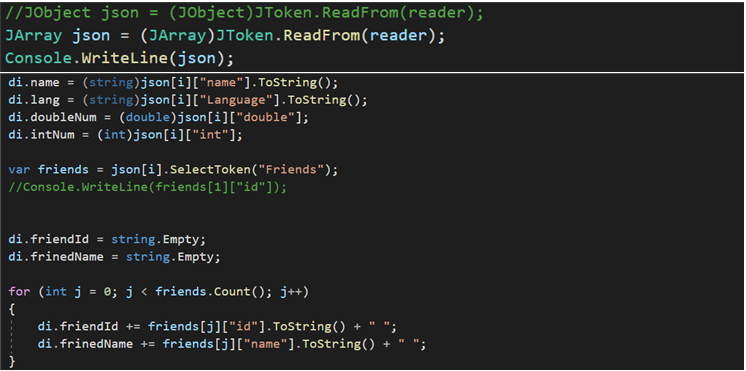 //JObject json = (JObject)JToken.ReadFrom(reader);
JArray json = (JArray)JToken.ReadFrom(reader);
Console.WriteLine(json);
di.name = (string)json[i]["name"].ToString();
di.lang = (string)json[i]["Language"].ToString();
di.doubleNum = (double)json[i]["double"];
di.intNum = (int)json[i]["int"];
var friends = json[i].SelectToken("Friends");
//Console.WriteLine(friends[1]["id"]);
di.friendId = string.Empty;
di.frinedName = string.Empty;
for (int j = 0; j < friends.Count(); j++)
{
di.friendId += friends[j]["id"].ToString() + " ";
di.frinedName += friends[j]["name"].ToString() + " ";
}